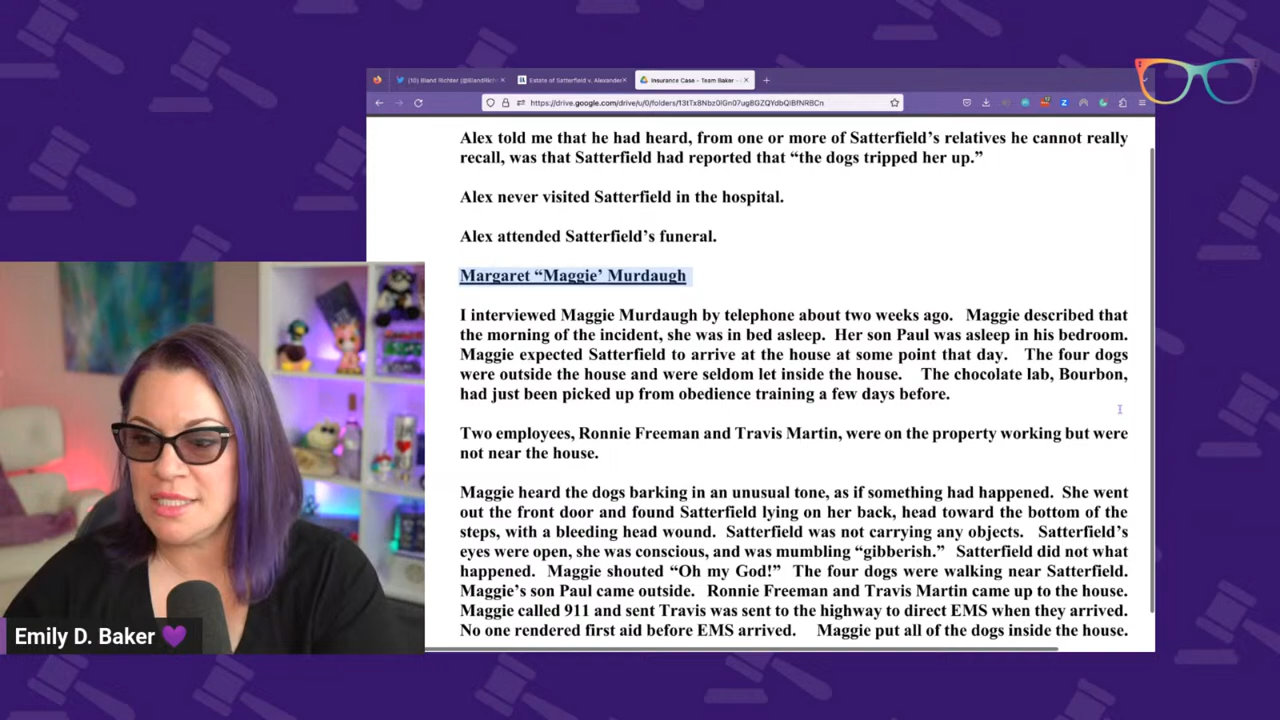 (10) Bland Richter (@BlandRich
Estate of Satterfield v. Alexander
Insurance Case - Team Baker -
Alex told me that he had heard, from one or more of Satterfield's relatives he cannot really
recall, was that Satterfield had reported that “the dogs tripped her up.”
Alex never visited Satterfield in the hospital.
Alex attended Satterfield's funeral.
Margaret “Maggie’ Murdaugh
I interviewed Maggie Murdaugh by telephone about two weeks ago. Maggie described that
the morning of the incident, she was in bed asleep. Her son Paul was asleep in his bedroom.
Maggie expected Satterfield to arrive at the house at some point that day. The four dogs
were outside the house and were seldom let inside the house. The chocolate lab, Bourbon,
had just been picked up from obedience training a few days before.
Two employees, Ronnie Freeman and Travis Martin, were on the property working but were
not near the house.
Maggie heard the dogs barking in an unusual tone, as if something had happened. She went
out the front door and found Satterfield lying on her back, head toward the bottom of the
steps, with a bleeding head wound. Satterfield was not carrying any objects. Satterfield's
eyes were open, she was conscious, and was mumbling “gibberish.” Satterfield did not what
happened. Maggie shouted “Oh my God!” The four dogs were walking near Satterfield.
Maggie's son Paul came outside. Ronnie Freeman and Travis Martin came up to the house.
Maggie called 911 and sent Travis was sent to the highway to direct EMS when they arrived.
No one rendered first aid before EMS arrived. Maggie put all of the dogs inside the house.
Emily D. Baker 💜